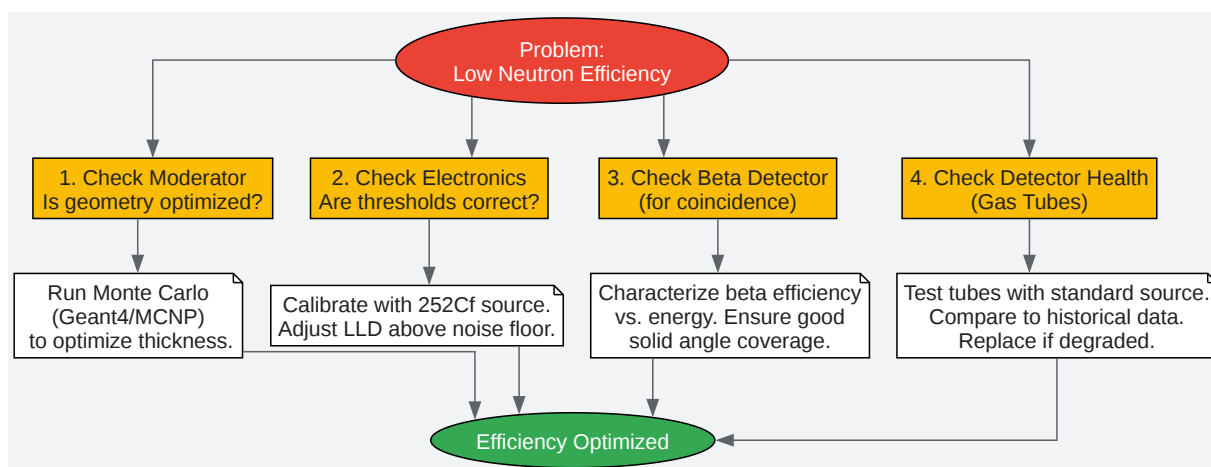 Problem:
Low Neutron Efficiency
1. Check Moderator
Is geometry optimized?
2. Check Electronics
Are thresholds correct?
3. Check Beta Detector
(for coincidence)
4. Check Detector Health
(Gas Tubes)
Run Monte Carlo
(Geant4/MCNP)
to optimize thickness.
Calibrate with 252Cf source.
Adjust LLD above noise floor.
Characterize beta efficiency
vs. energy. Ensure good
solid angle coverage.
Test tubes with standard source.
Compare to historical data.
Replace if degraded.
Efficiency Optimized